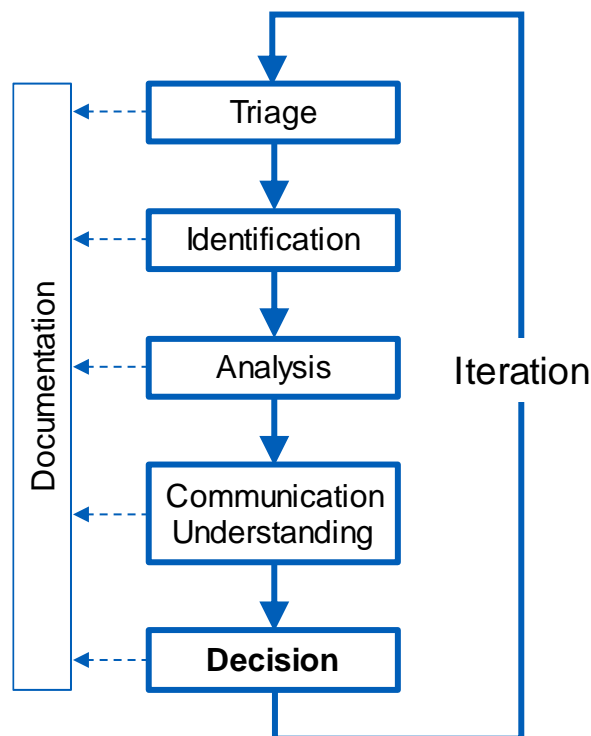 Triage
Identification
Analysis
Communication
Understanding
Decision
Documentation
Iteration